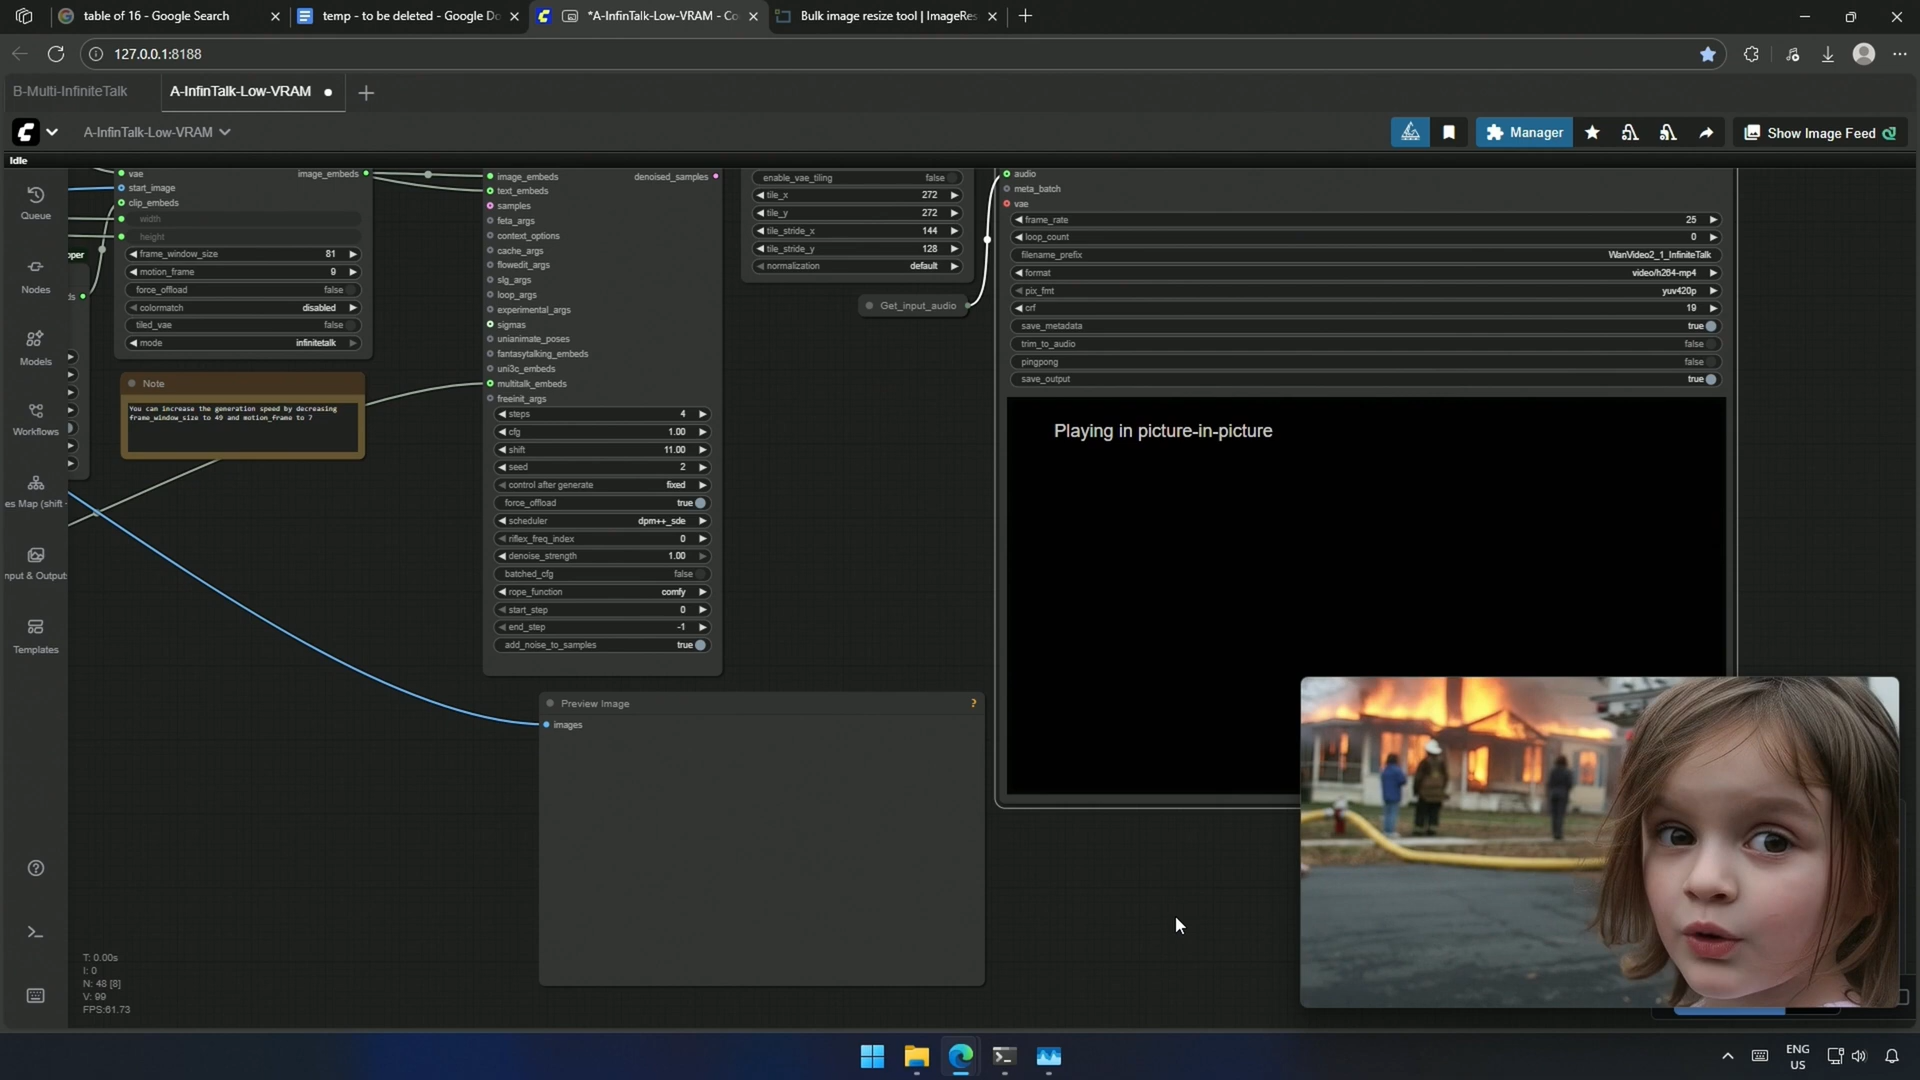 table of 16 - Google Search
temp - to be deleted - Google Do
*A-InfinTalk-Low-VRAM - Co
Bulk image resize tool | ImageRes
127.0.0.1:8188
B-Multi-InfiniteTalk
A-InfinTalk-Low-VRAM
A-InfinTalk-Low-VRAM
Manager
Show Image Feed
Idle
Queue
Nodes
Models
Workflows
es Map (shift
nput & Output
Templates
vae
image_embeds
start_image
clip_embeds
width
height
frame_window_size 81
motion_frame 9
force_offload false
colormatch disabled
tiled_vae false
mode infinitetalk
pper
ds
Note
You can increase the generation speed by decreasing
frame_window_size to 49 and motion_frame to 7
image_embeds
denoised_samples
text_embeds
samples
feta_args
context_options
cache_args
flowedit_args
slg_args
loop_args
experimental_args
sigmas
unianimate_poses
fantasytalking_embeds
uni3c_embeds
multitalk_embeds
freeinit_args
steps 4
cfg 1.00
shift 11.00
seed 2
control after generate fixed
force_offload true
scheduler dpm++_sde
riflex_freq_index 0
denoise_strength 1.00
batched_cfg false
rope_function comfy
start_step 0
end_step -1
add_noise_to_samples true
enable_vae_tiling false
tile_x 272
tile_y 272
tile_stride_x 144
tile_stride_y 128
normalization default
Get_input_audio
audio
meta_batch
vae
frame_rate 25
loop_count 0
filename_prefix WanVideo2_1_InfiniteTalk
format video/h264-mp4
pix_fmt yuv420p
crf 19
save_metadata true
trim_to_audio false
pingpong false
save_output true
Playing in picture-in-picture
Preview Image ?
images
T: 0.00s
I: 0
N: 48 [8]
V: 99
FPS:61.73
ENG
US